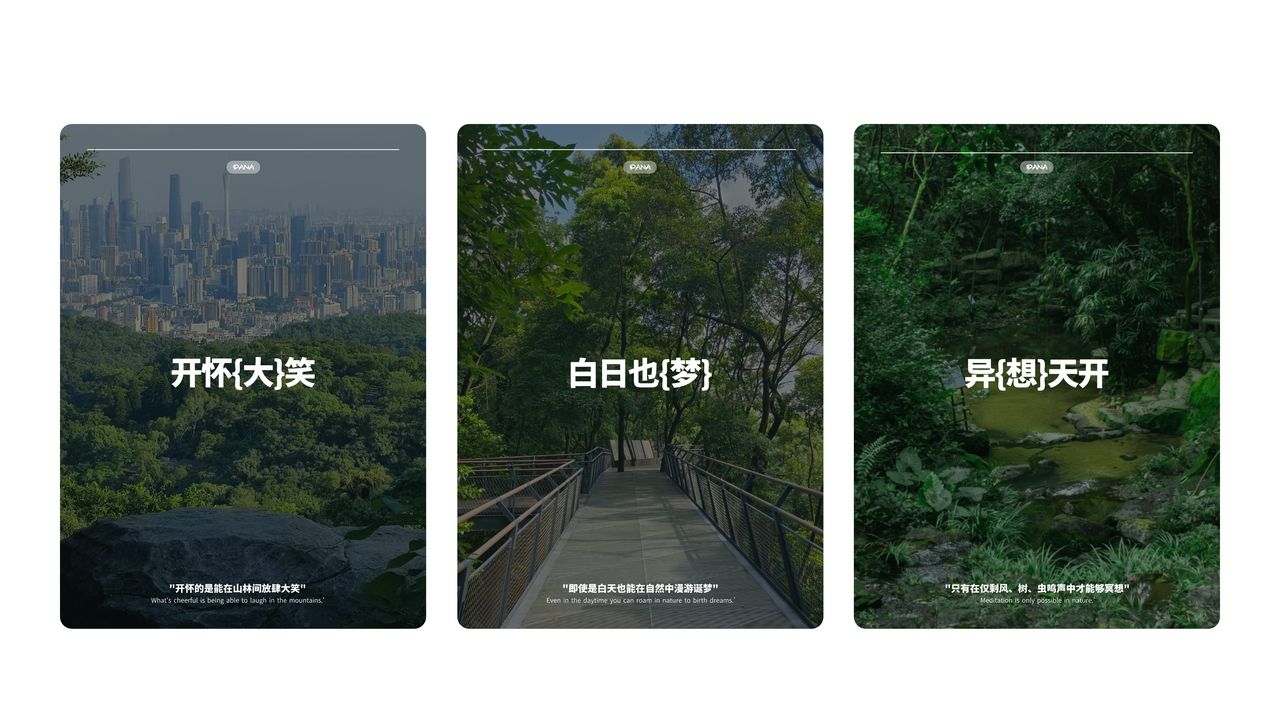 PANA
开怀{大}笑
"开怀的是能在山林间放肆大笑"
What's cheerful is being able to laugh in the mountains.'
PANA
白日也{梦}
"即使是白天也能在自然中漫游诞梦"
Even in the daytime you can roam in nature to birth dreams.'
PANA
异{想}天开
"只有在仅剩风、树、虫鸣声中才能够冥想"
Meditation is only possible in nature.